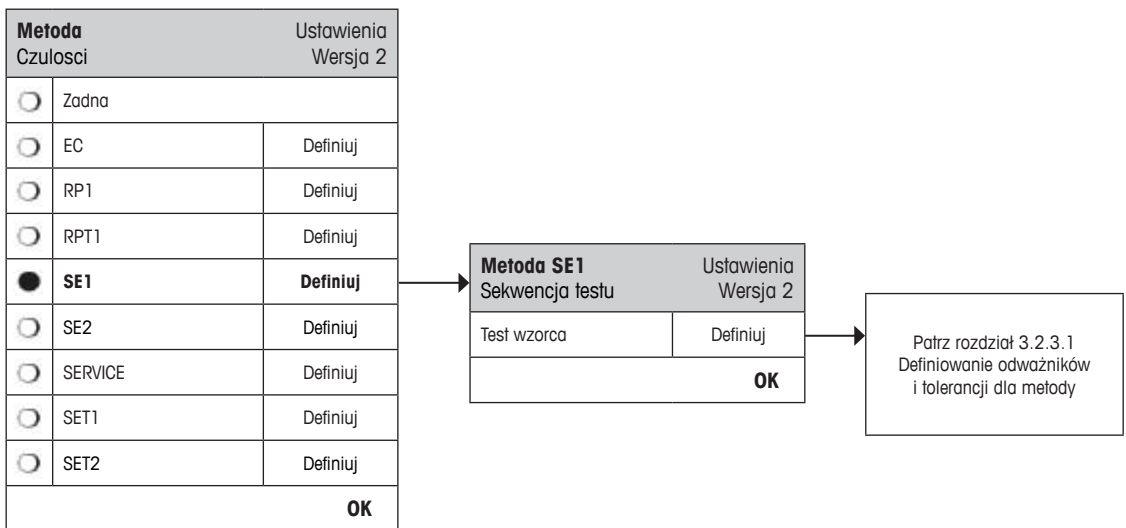 Metoda Ustawienia
Czulosci Wersja 2
Zadna
EC Definiuj
RP1 Definiuj
RPT1 Definiuj
SE1 Definiuj
SE2 Definiuj
SERVICE Definiuj
SET1 Definiuj
SET2 Definiuj
OK
Metoda SE1 Ustawienia
Sekwencja testu Wersja 2
Test wzorca Definiuj
OK
Patrz rozdział 3.2.3.1
Definiowanie odważników
i tolerancji dla metody